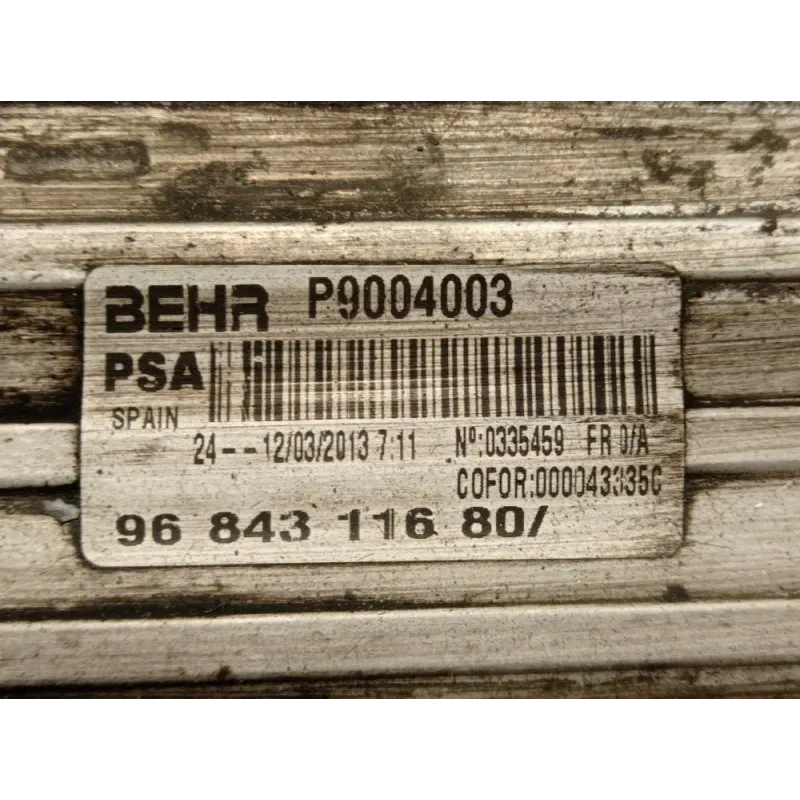 BEHR P9004003
PSA
SPAIN
24--12/03/2013 7:11 Nº:0335459 FR 0/A
COFOR:000043335C
96 843 116 80/